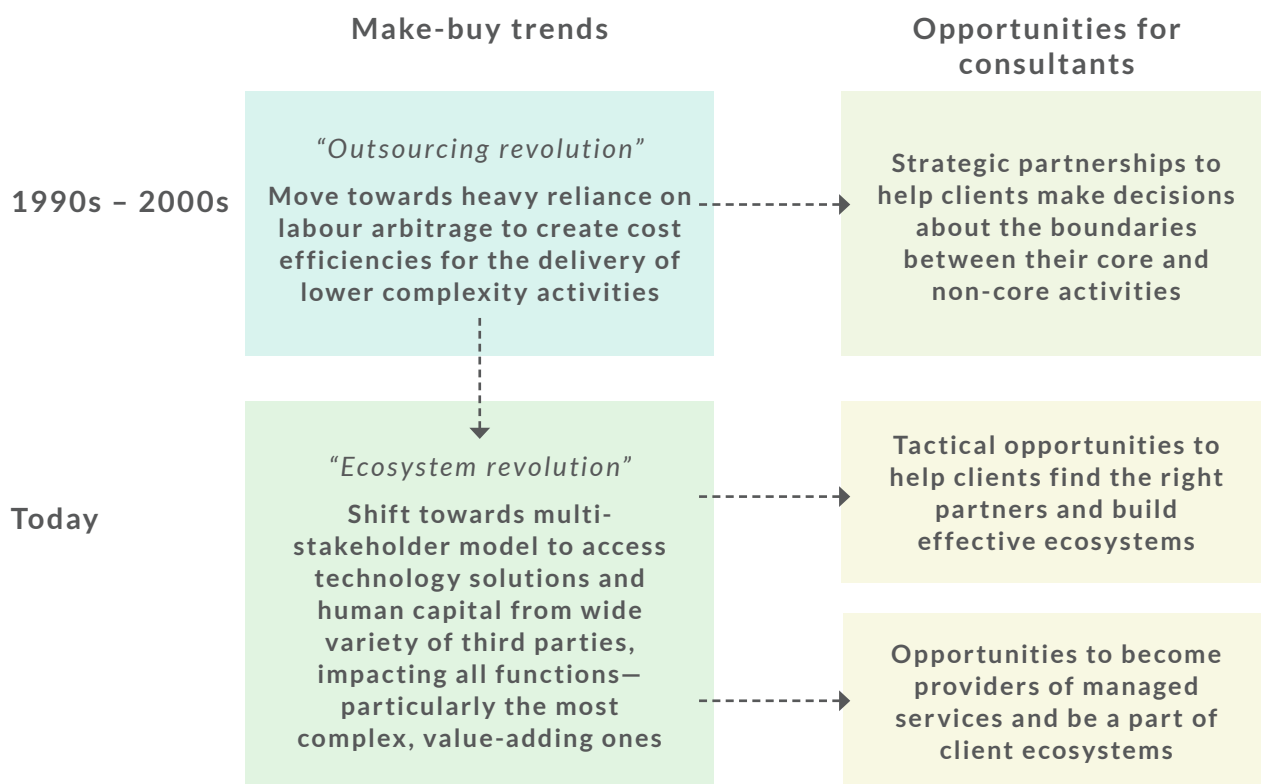 Make-buy trends
Opportunities for
consultants
1990s – 2000s
“Outsourcing revolution”
Move towards heavy reliance on
labour arbitrage to create cost
efficiencies for the delivery of
lower complexity activities
Strategic partnerships to
help clients make decisions
about the boundaries
between their core and
non-core activities
Today
“Ecosystem revolution”
Shift towards multi-
stakeholder model to access
technology solutions and
human capital from wide
variety of third parties,
impacting all functions—
particularly the most
complex, value-adding ones
Tactical opportunities to
help clients find the right
partners and build
effective ecosystems
Opportunities to become
providers of managed
services and be a part of
client ecosystems